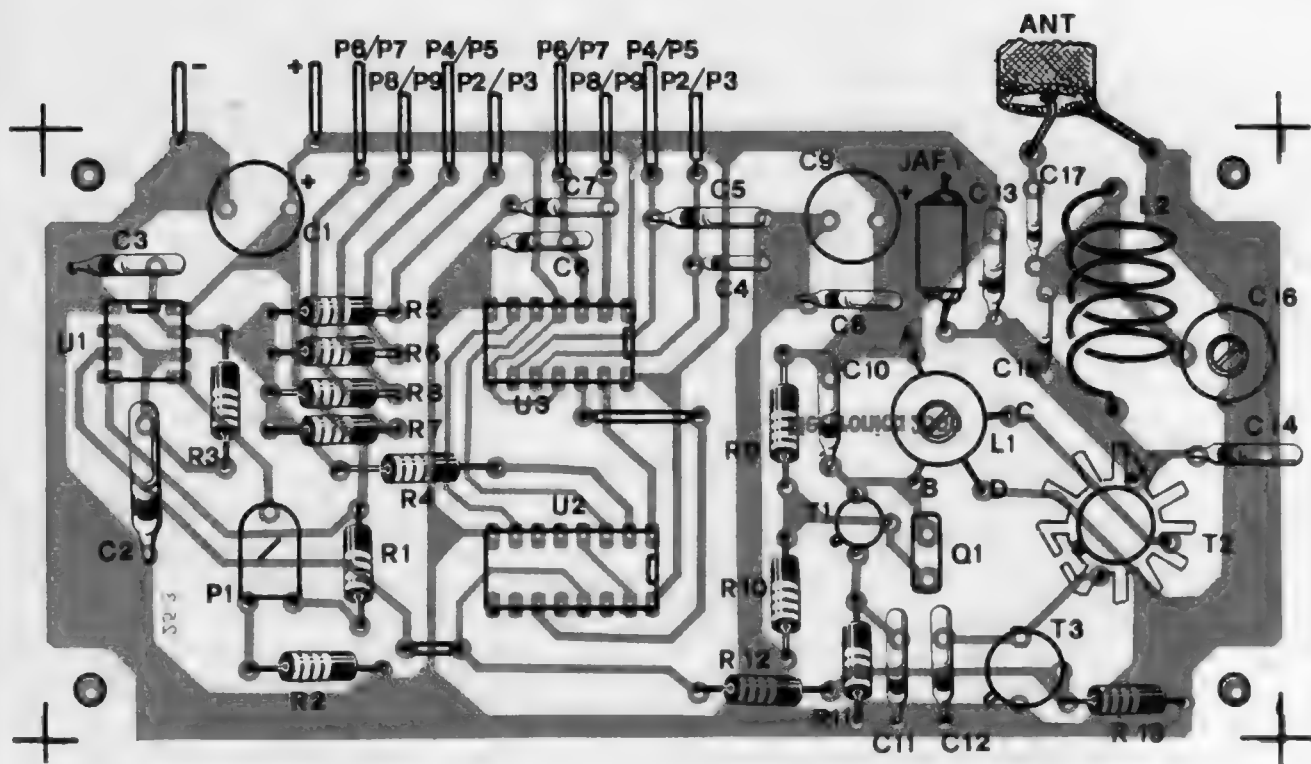 ANT
P6/P7 P4/P5 P6/P7 P4/P5
- + P8/P9 P2/P3 P8/P9 P2/P3
C9 JAF1
C7 C5 + C13 C17 L2
+
C1
C3
C
C4
C16
U1 R5 C8
R6 C10
R8 U3 C
R7 L1
R3 R9 C14
R4 B D
U2 T1
C2 R1 Q1 T2
P1 R10
T3
R2 R12
R11
C11 C12